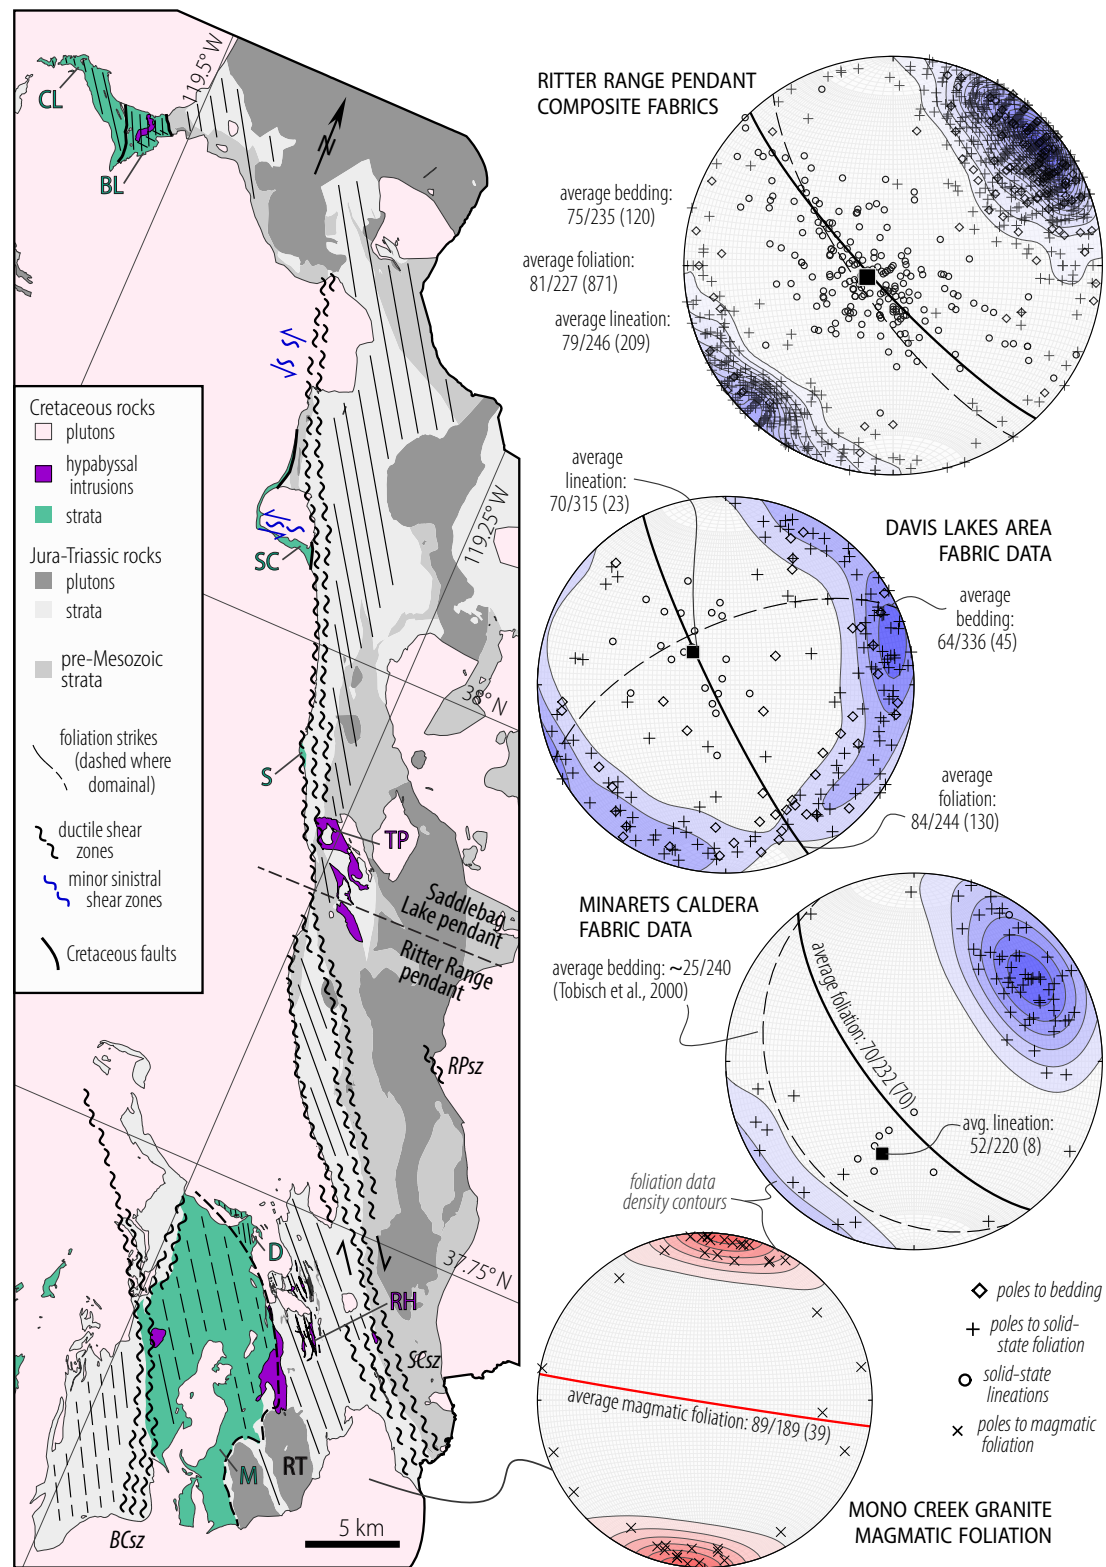 CL
119.5° W
BL
N
SC
119.25° W
38° N
S
TP
Saddlebag
Lake pendant
Ritter Range
pendant
RPsz
D
37.75° N
RH
SCsz
M
RT
BCsz
5 km
Cretaceous rocks
plutons
hypabyssal
intrusions
strata
Jura-Triassic rocks
plutons
strata
pre-Mesozoic
strata
foliation strikes
(dashed where
domainal)
ductile shear
zones
minor sinistral
shear zones
Cretaceous faults
RITTER RANGE PENDANT
COMPOSITE FABRICS
average bedding:
75/235 (120)
average foliation:
81/227 (871)
average lineation:
79/246 (209)
average
lineation:
70/315 (23)
DAVIS LAKES AREA
FABRIC DATA
average
bedding:
64/336 (45)
average
foliation:
84/244 (130)
MINARETS CALDERA
FABRIC DATA
average bedding: ~25/240
(Tobisch et al., 2000)
average foliation: 70/232 (70)
avg. lineation:
52/220 (8)
foliation data
density contours
average magmatic foliation: 89/189 (39)
poles to bedding
poles to solid-
state foliation
solid-state
lineations
poles to magmatic
foliation
MONO CREEK GRANITE
MAGMATIC FOLIATION